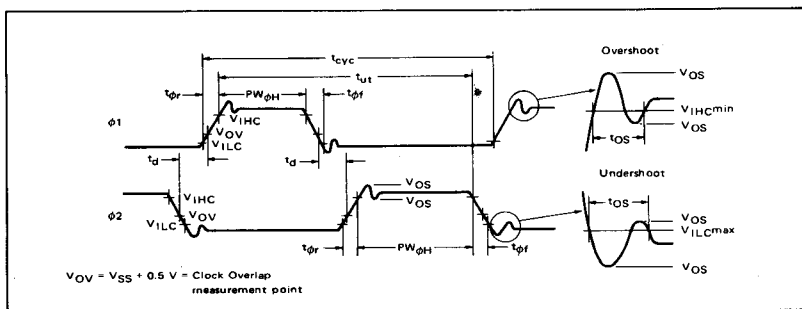 tcyc
tut
tφr
PWφH
tφf
*
φ1
VIHC
VOV
VILC
td
td
VIHC
φ2
VOV
VILC
VOS
VOS
tφr
PWφH
tφf
VOV = VSS + 0.5 V = Clock Overlap
measurement point
Overshoot
VOS
VIHCmin
VOS
tOS
Undershoot
tOS
VOS
VILCmax
VOS